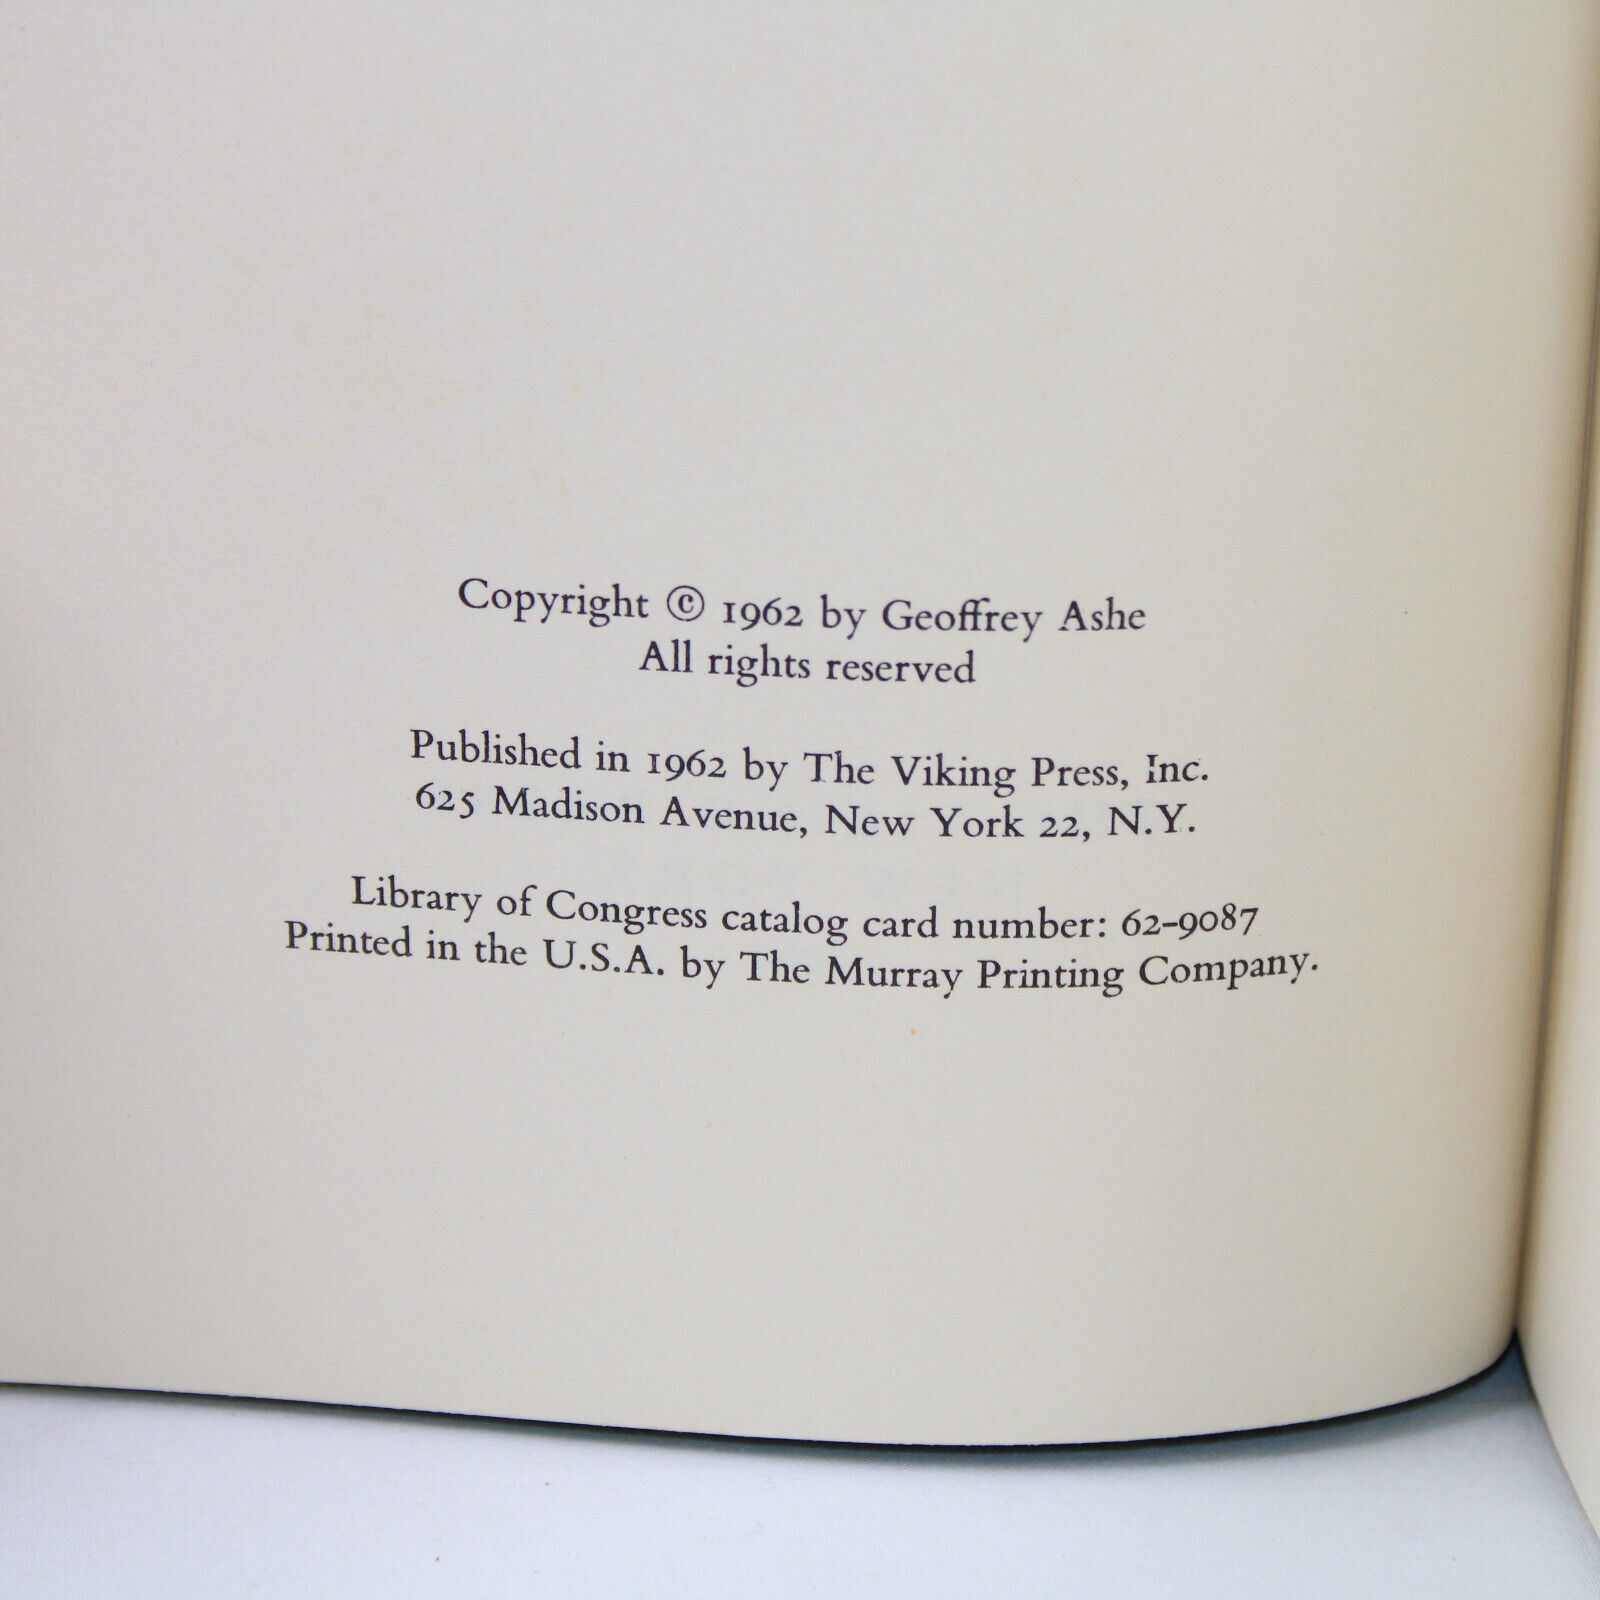 Copyright © 1962 by Geoffrey Ashe
All rights reserved
Published in 1962 by The Viking Press, Inc.
625 Madison Avenue, New York 22, N.Y.
Library of Congress catalog card number: 62-9087
Printed in the U.S.A. by The Murray Printing Company.